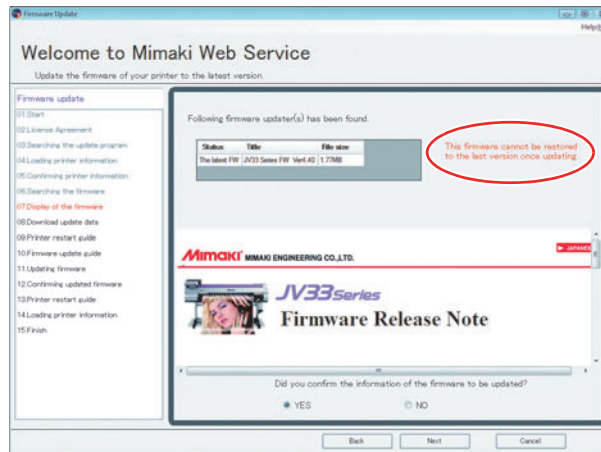 Firmware Update
Help
Welcome to Mimaki Web Service
Update the firmware of your printer to the latest version.
Firmware update
01.Start
02.License Agreement
03.Searching the update program
04.Loading printer information
05.Confirming printer information
06.Searching the firmware
07.Display of the firmware
08.Download update data
09.Printer restart guide
10.Firmware update guide
11.Updating firmware
12.Confirming updated firmware
13.Printer restart guide
14.Loading printer information
15.Finish
Following firmware updater(s) has been found.
Status Title File size
The latest FW JV33 Series FW Ver4.40 1.77MB
This firmware cannot be restored
to the last version once updating.
JAPANES
Mimaki MIMAKI ENGINEERING CO.,LTD.
JV33Series
Firmware Release Note
Did you confirm the information of the firmware to be updated?
YES NO
Back Next Cancel